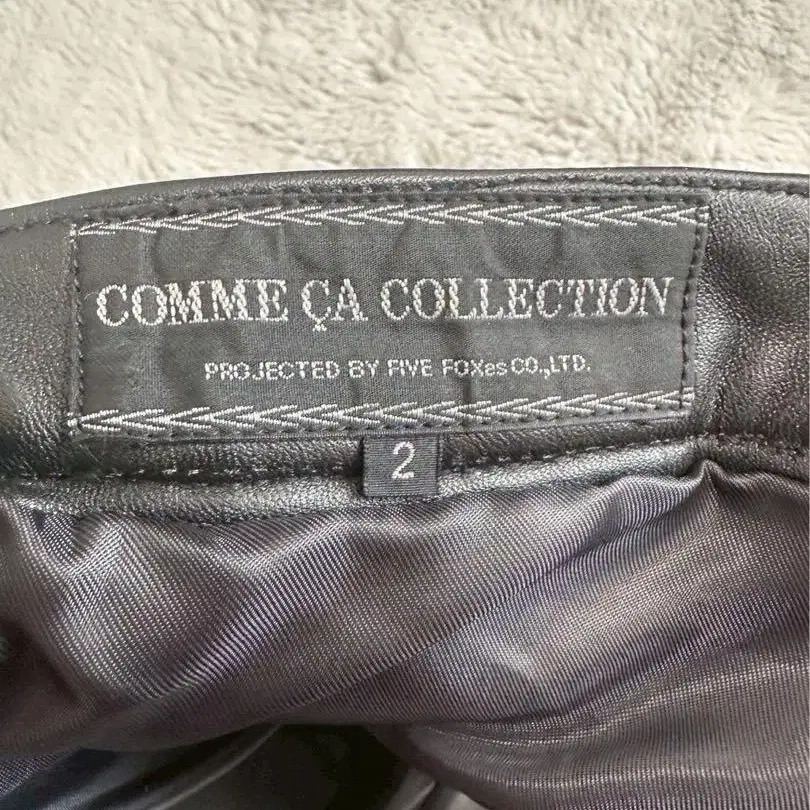 COMME ÇA COLLECTION
PROJECTED BY FIVE FOXes CO.,LTD.
2